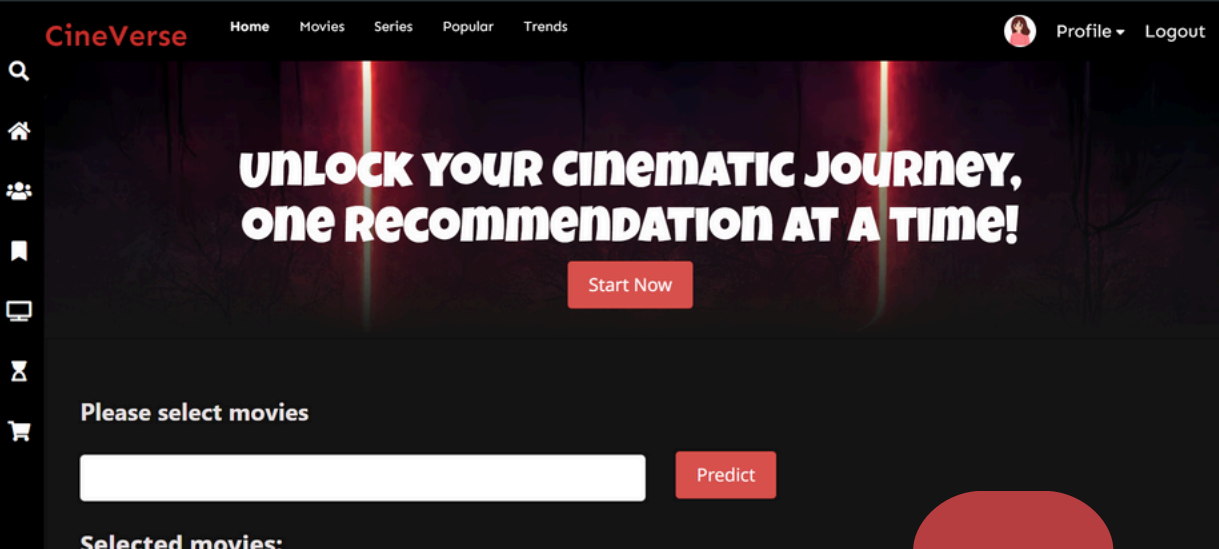 CineVerse
Home Movies Series Popular Trends
Profile Logout
UNLOCK YOUR CINEMATIC JOURNEY,
ONE RECOMMENDATION AT A TIME!
Start Now
Please select movies
Predict
Selected movies: